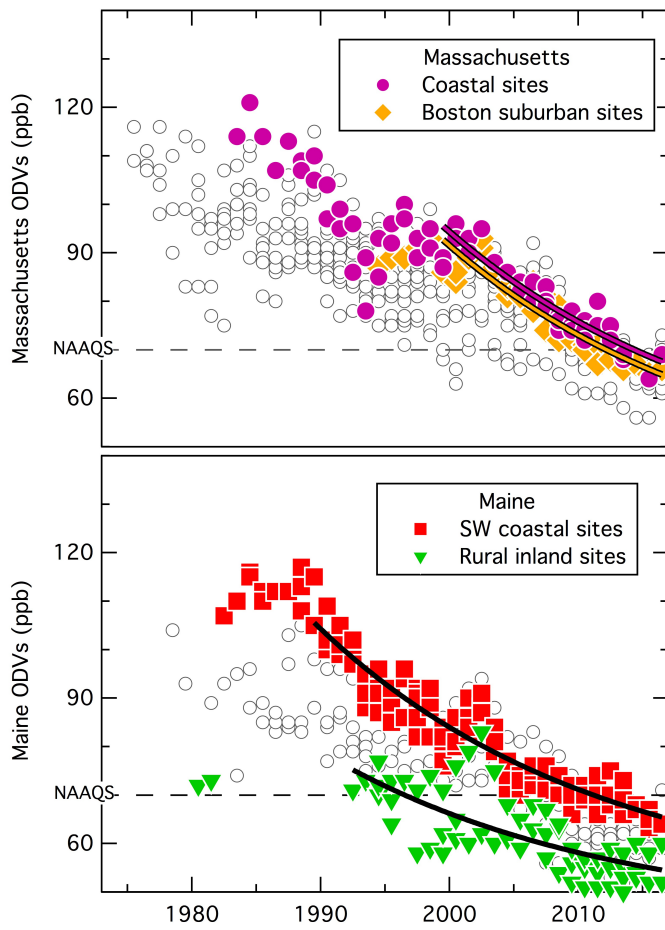 Massachusetts
Coastal sites
Boston suburban sites
Massachusetts ODVs (ppb)
120
90
NAAQS
60
Maine
SW coastal sites
Rural inland sites
Maine ODVs (ppb)
120
90
NAAQS
60
1980
1990
2000
2010